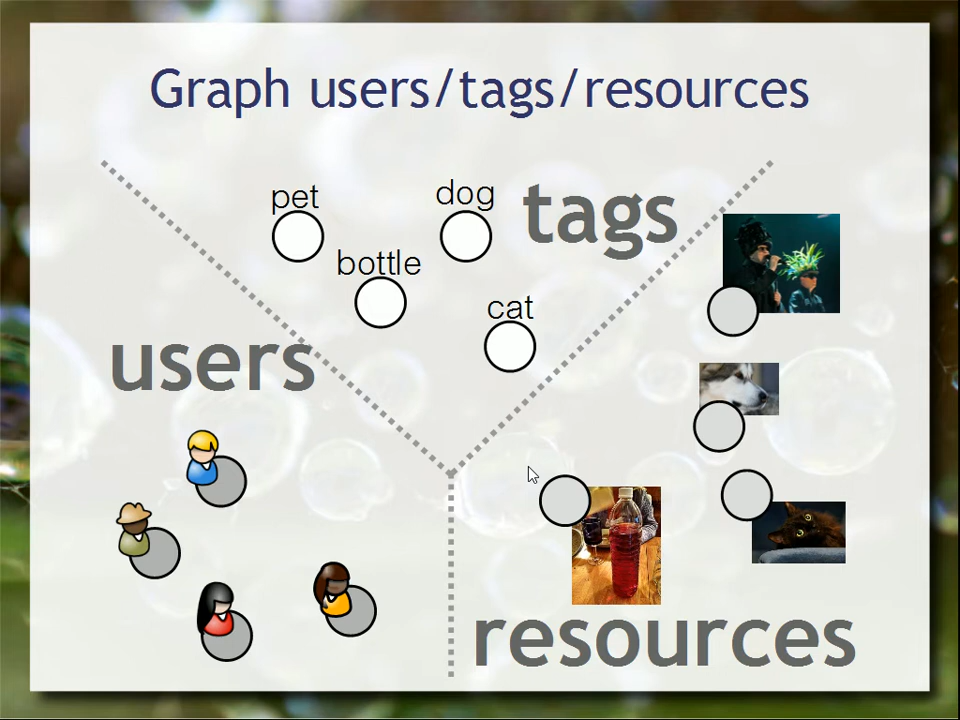 Graph users/tags/resources
pet
dog
tags
bottle
cat
users
resources